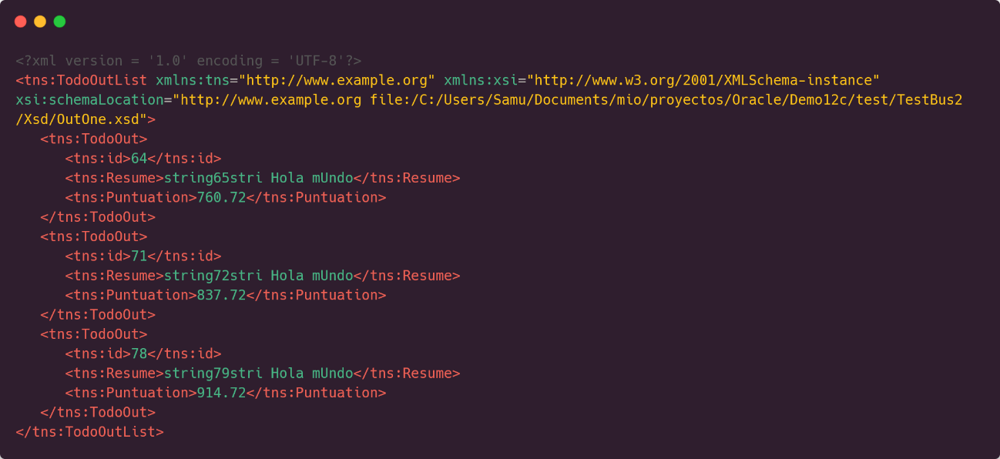 <?xml version = '1.0' encoding = 'UTF-8'?>
<tns:TodoOutList xmlns:tns="http://www.example.org" xmlns:xsi="http://www.w3.org/2001/XMLSchema-instance"
xsi:schemaLocation="http://www.example.org file:/C:/Users/Samu/Documents/mio/proyectos/Oracle/Demo12c/test/TestBus2
/Xsd/OutOne.xsd">
   <tns:TodoOut>
      <tns:id>64</tns:id>
      <tns:Resume>string65stri Hola mUndo</tns:Resume>
      <tns:Puntuation>760.72</tns:Puntuation>
   </tns:TodoOut>
   <tns:TodoOut>
      <tns:id>71</tns:id>
      <tns:Resume>string72stri Hola mUndo</tns:Resume>
      <tns:Puntuation>837.72</tns:Puntuation>
   </tns:TodoOut>
   <tns:TodoOut>
      <tns:id>78</tns:id>
      <tns:Resume>string79stri Hola mUndo</tns:Resume>
      <tns:Puntuation>914.72</tns:Puntuation>
   </tns:TodoOut>
</tns:TodoOutList>